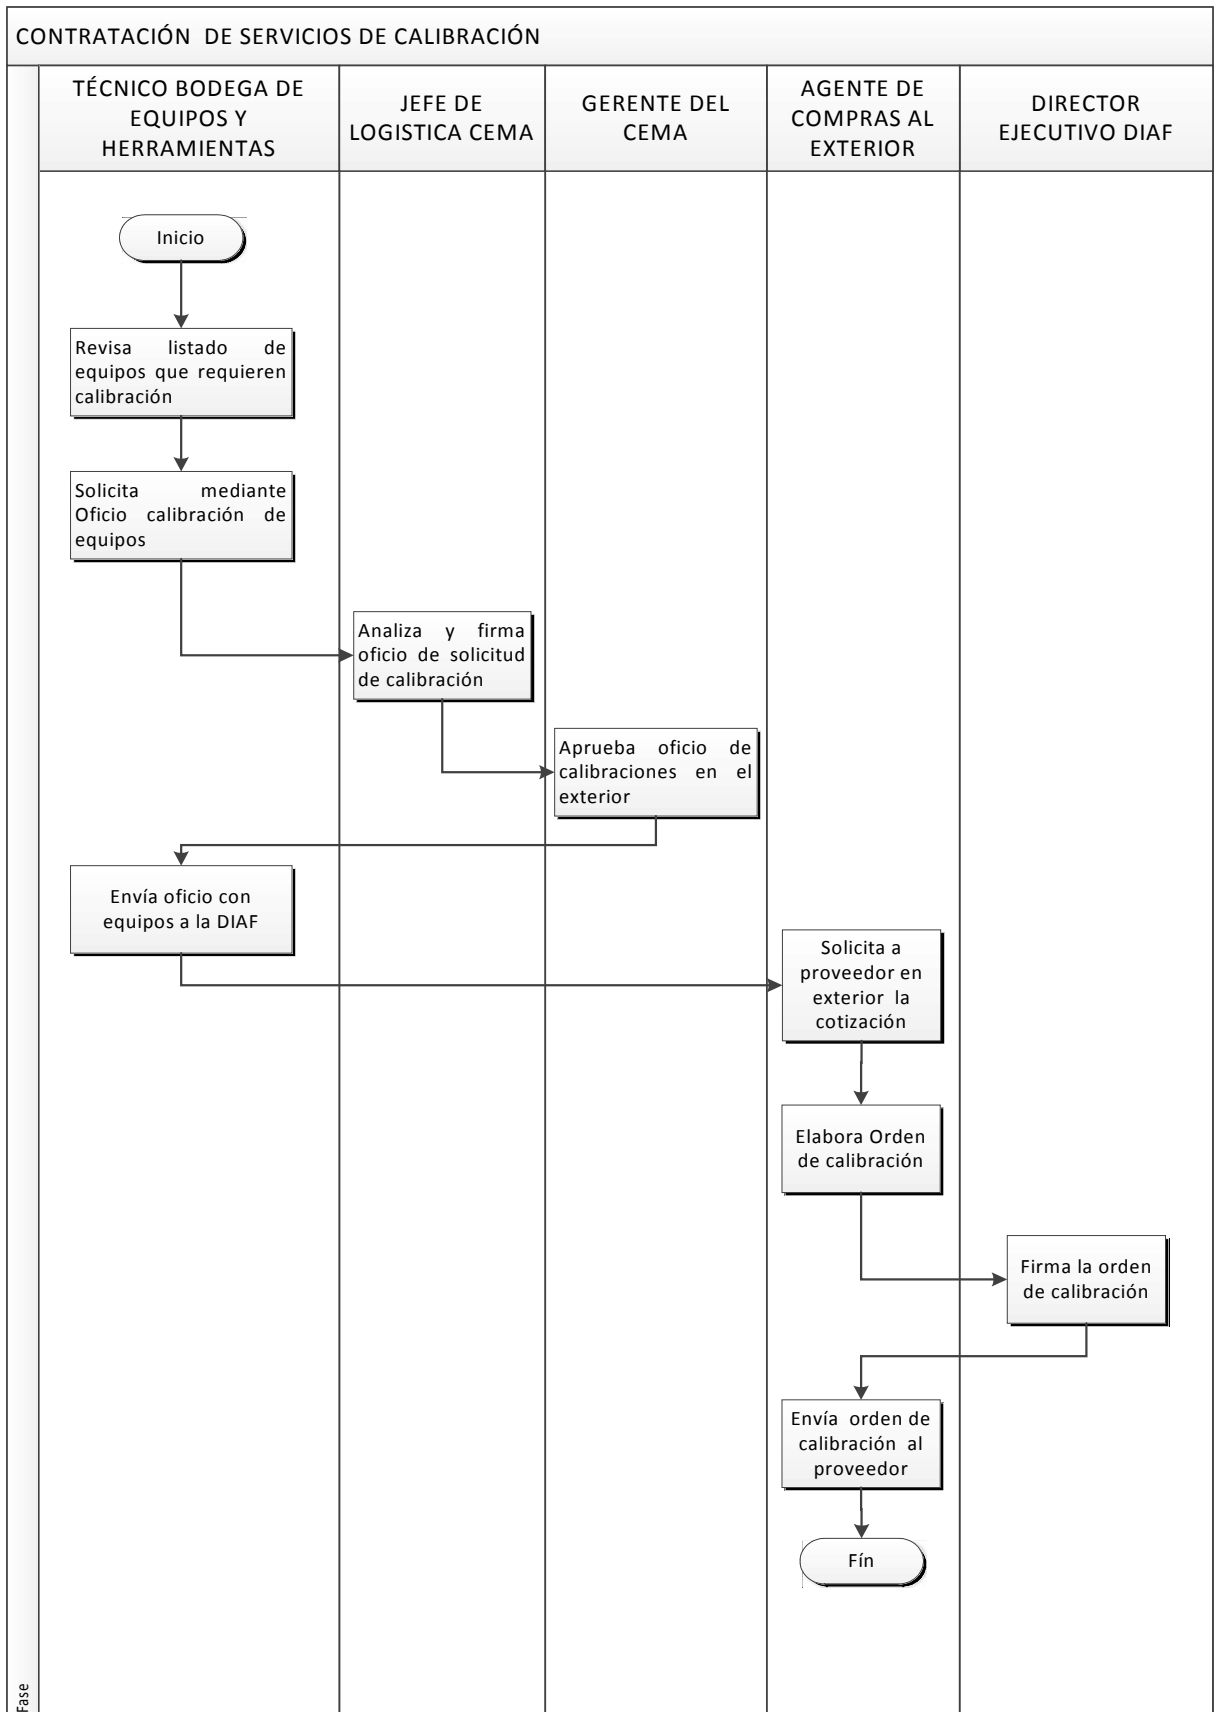 CONTRATACIÓN DE SERVICIOS DE CALIBRACIÓN
TÉCNICO BODEGA DE
EQUIPOS Y
HERRAMIENTAS
JEFE DE
LOGISTICA CEMA
GERENTE DEL
CEMA
AGENTE DE
COMPRAS AL
EXTERIOR
DIRECTOR
EJECUTIVO DIAF
Inicio
Revisa listado de
equipos que requieren
calibración
Solicita mediante
Oficio calibración de
equipos
Analiza y firma
oficio de solicitud
de calibración
Aprueba oficio de
calibraciones en el
exterior
Envía oficio con
equipos a la DIAF
Solicita a
proveedor en
exterior la
cotización
Elabora Orden
de calibración
Firma la orden
de calibración
Envía orden de
calibración al
proveedor
Fín
Fase